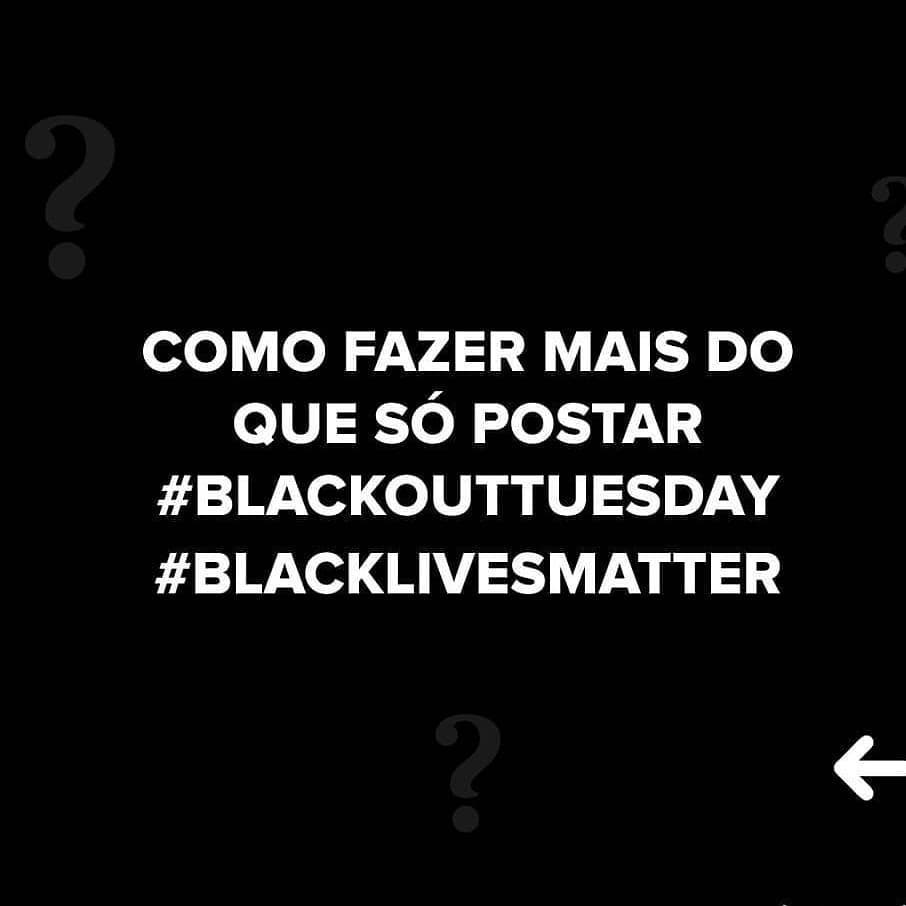 COMO FAZER MAIS DO
QUE SÓ POSTAR
#BLACKOUTTUESDAY
#BLACKLIVESMATTER